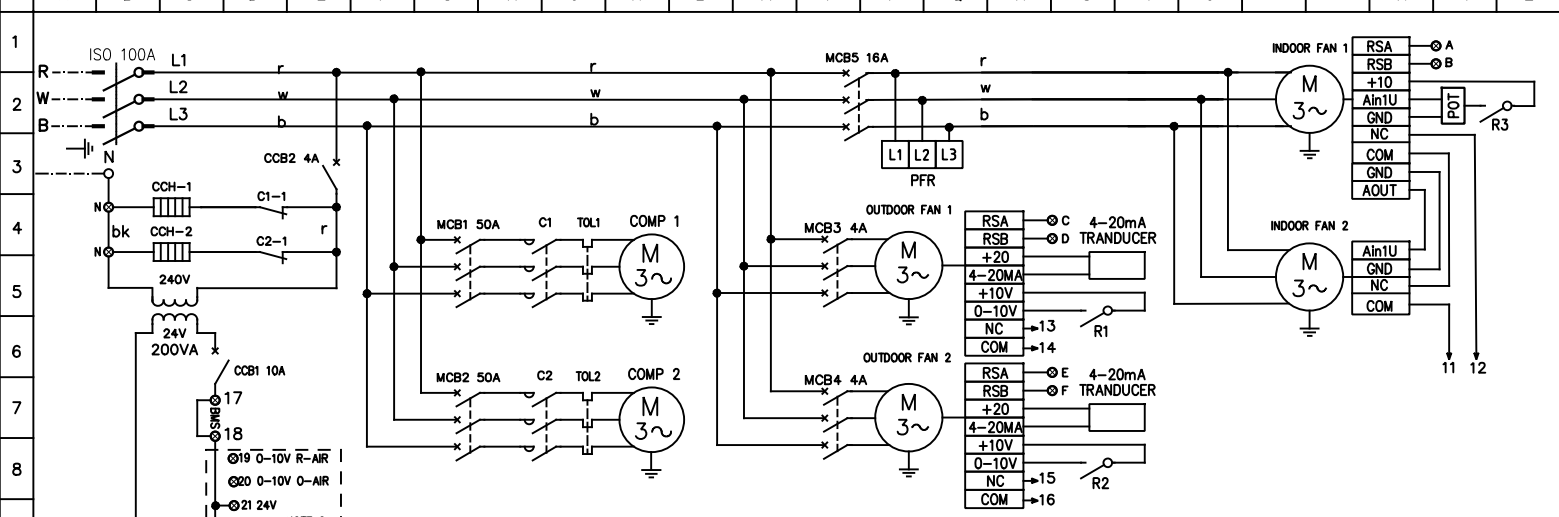 1
ISO 100A
L1
R
r
r
MCB5 16A
r
INDOOR FAN 1
RSA
A
RSB
B
+10
2
L2
W
w
w
w
M
3~
Ain1U
POT
R3
GND
L3
B
b
b
b
NC
N
3
CCB2 4A
L1
L2
L3
PFR
COM
GND
AOUT
CCH-1
C1-1
N
bk
r
4
CCH-2
C2-1
N
MCB1 50A
C1
TOL1
COMP 1
M
3~
MCB3 4A
OUTDOOR FAN 1
M
3~
RSA
C
4-20mA
RSB
D
TRANDUCER
+20
4-20MA
+10V
0-10V
R1
NC
13
COM
14
INDOOR FAN 2
M
3~
Ain1U
GND
NC
COM
11
12
5
240V
24V
200VA
6
CCB1 10A
7
17
BMS
18
MCB2 50A
C2
TOL2
COMP 2
M
3~
MCB4 4A
OUTDOOR FAN 2
M
3~
RSA
E
4-20mA
RSB
F
TRANDUCER
+20
4-20MA
+10V
0-10V
R2
NC
15
COM
16
8
19 0-10V R-AIR
20 0-10V O-AIR
21 24V